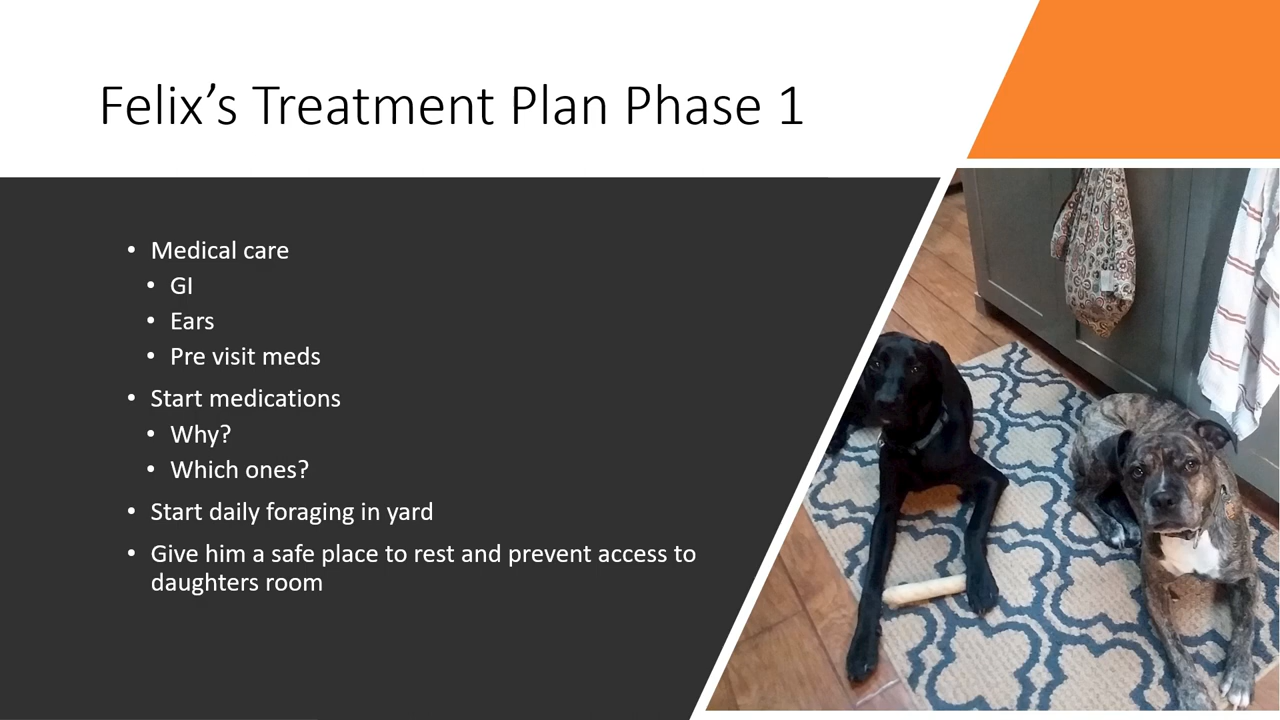 Felix’s Treatment Plan Phase 1
• Medical care
• GI
• Ears
• Pre visit meds
• Start medications
• Why?
• Which ones?
• Start daily foraging in yard
• Give him a safe place to rest and prevent access to
daughters room